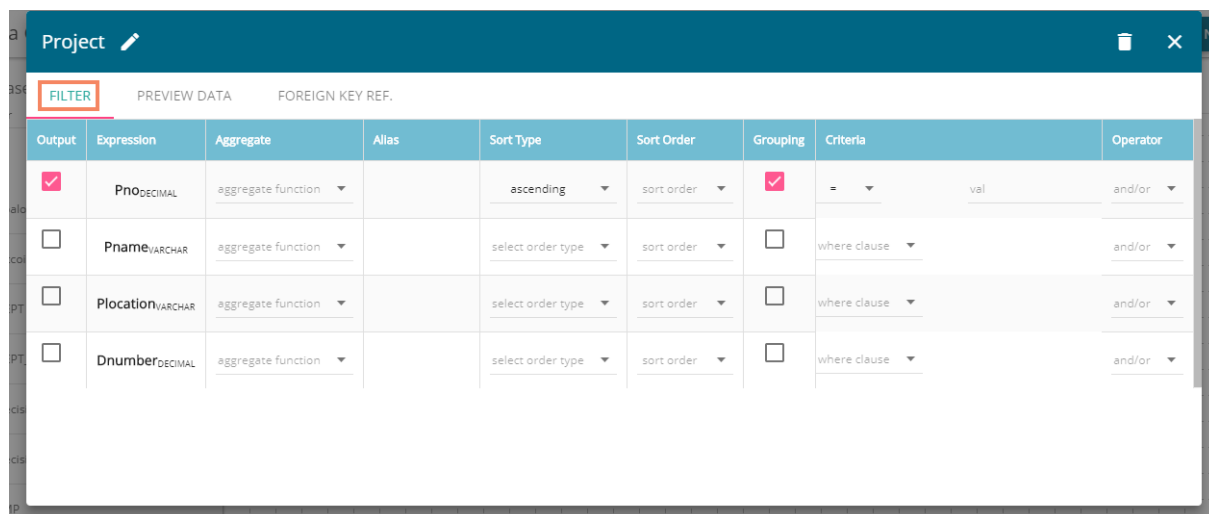 Project
FILTER PREVIEW DATA FOREIGN KEY REF.
Output Expression Aggregate Alias Sort Type Sort Order Grouping Criteria Operator
PnoDECIMAL aggregate function ascending sort order = val and/or
PnameVARCHAR aggregate function select order type sort order where clause and/or
PlocationVARCHAR aggregate function select order type sort order where clause and/or
DnumberDECIMAL aggregate function select order type sort order where clause and/or